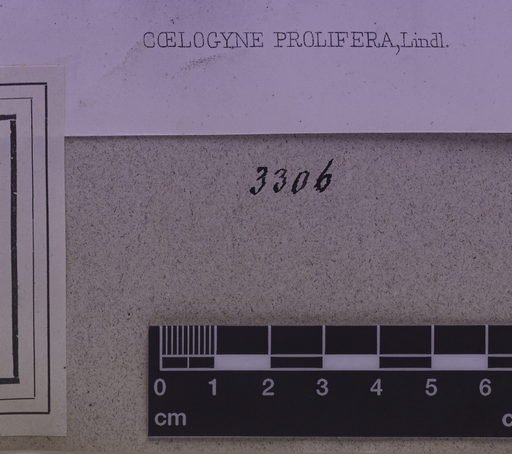 CŒLOGYNE PROLIFERA, Lindl.
3306
0 1 2 3 4 5 6
cm